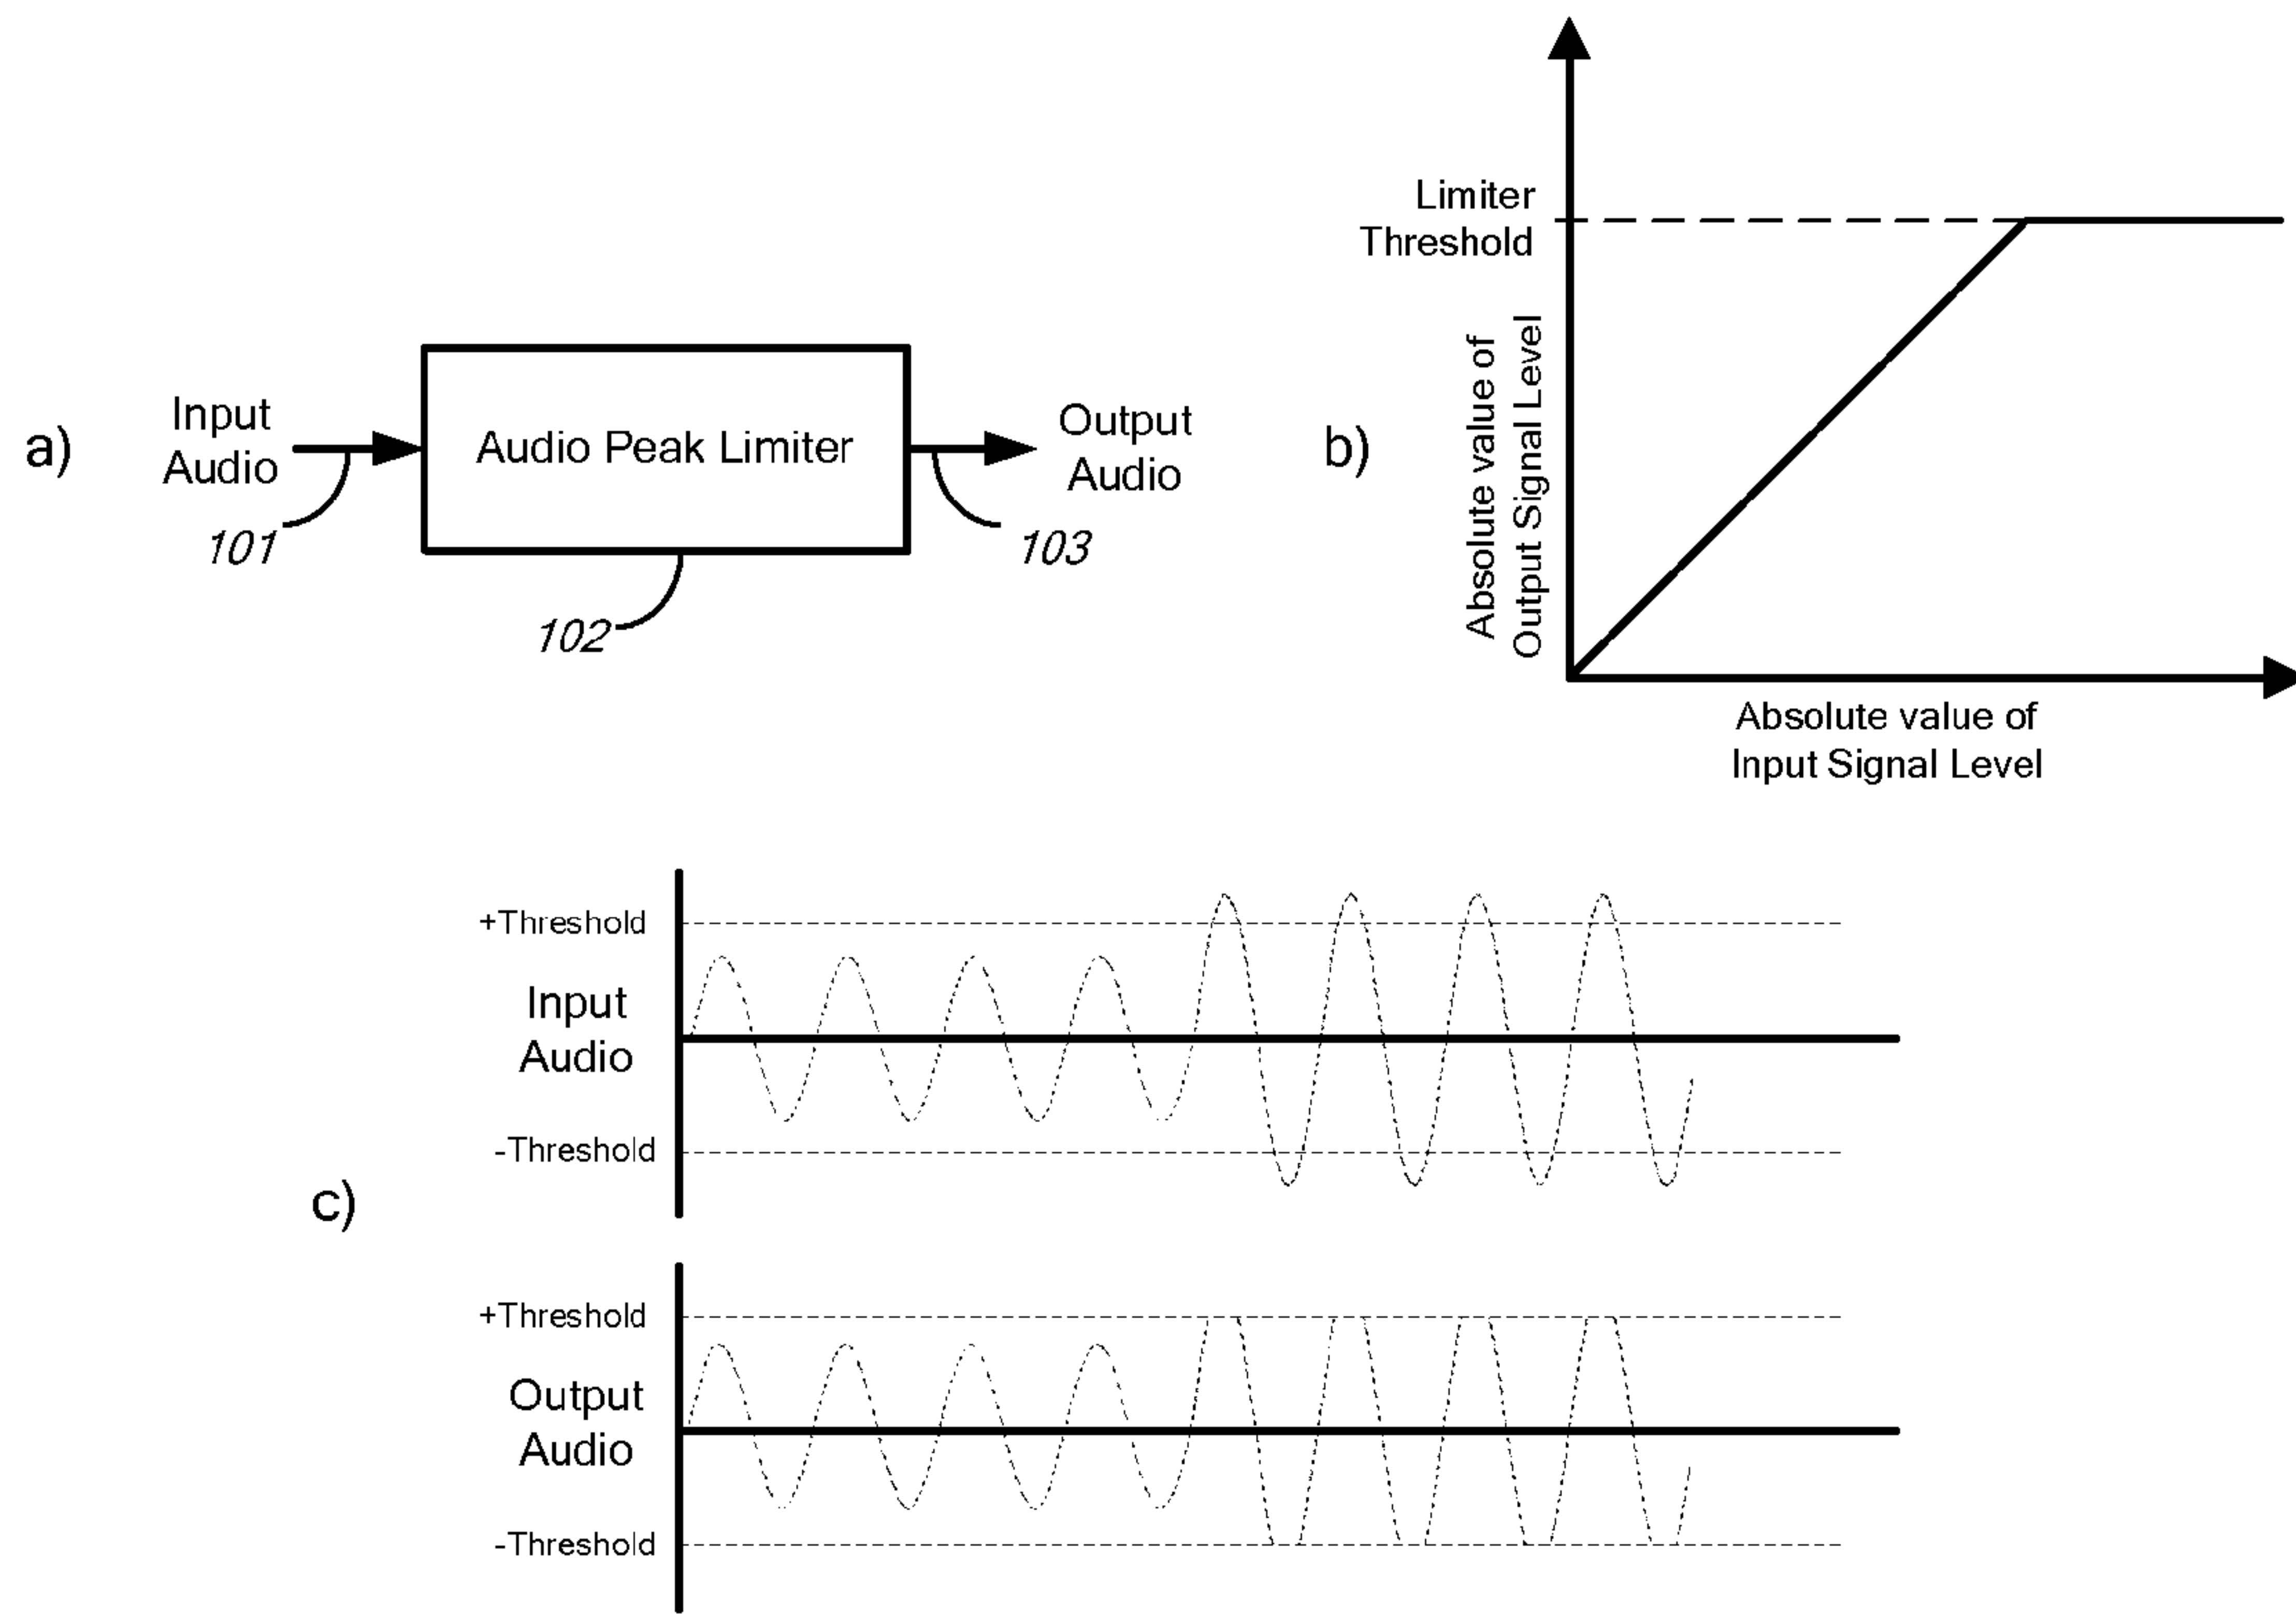 a)
Input
Audio
101
Audio Peak Limiter
102
Output
Audio
103
b)
Limiter
Threshold
Absolute value of
Output Signal Level
Absolute value of
Input Signal Level
c)
+Threshold
Input
Audio
-Threshold
+Threshold
Output
Audio
-Threshold